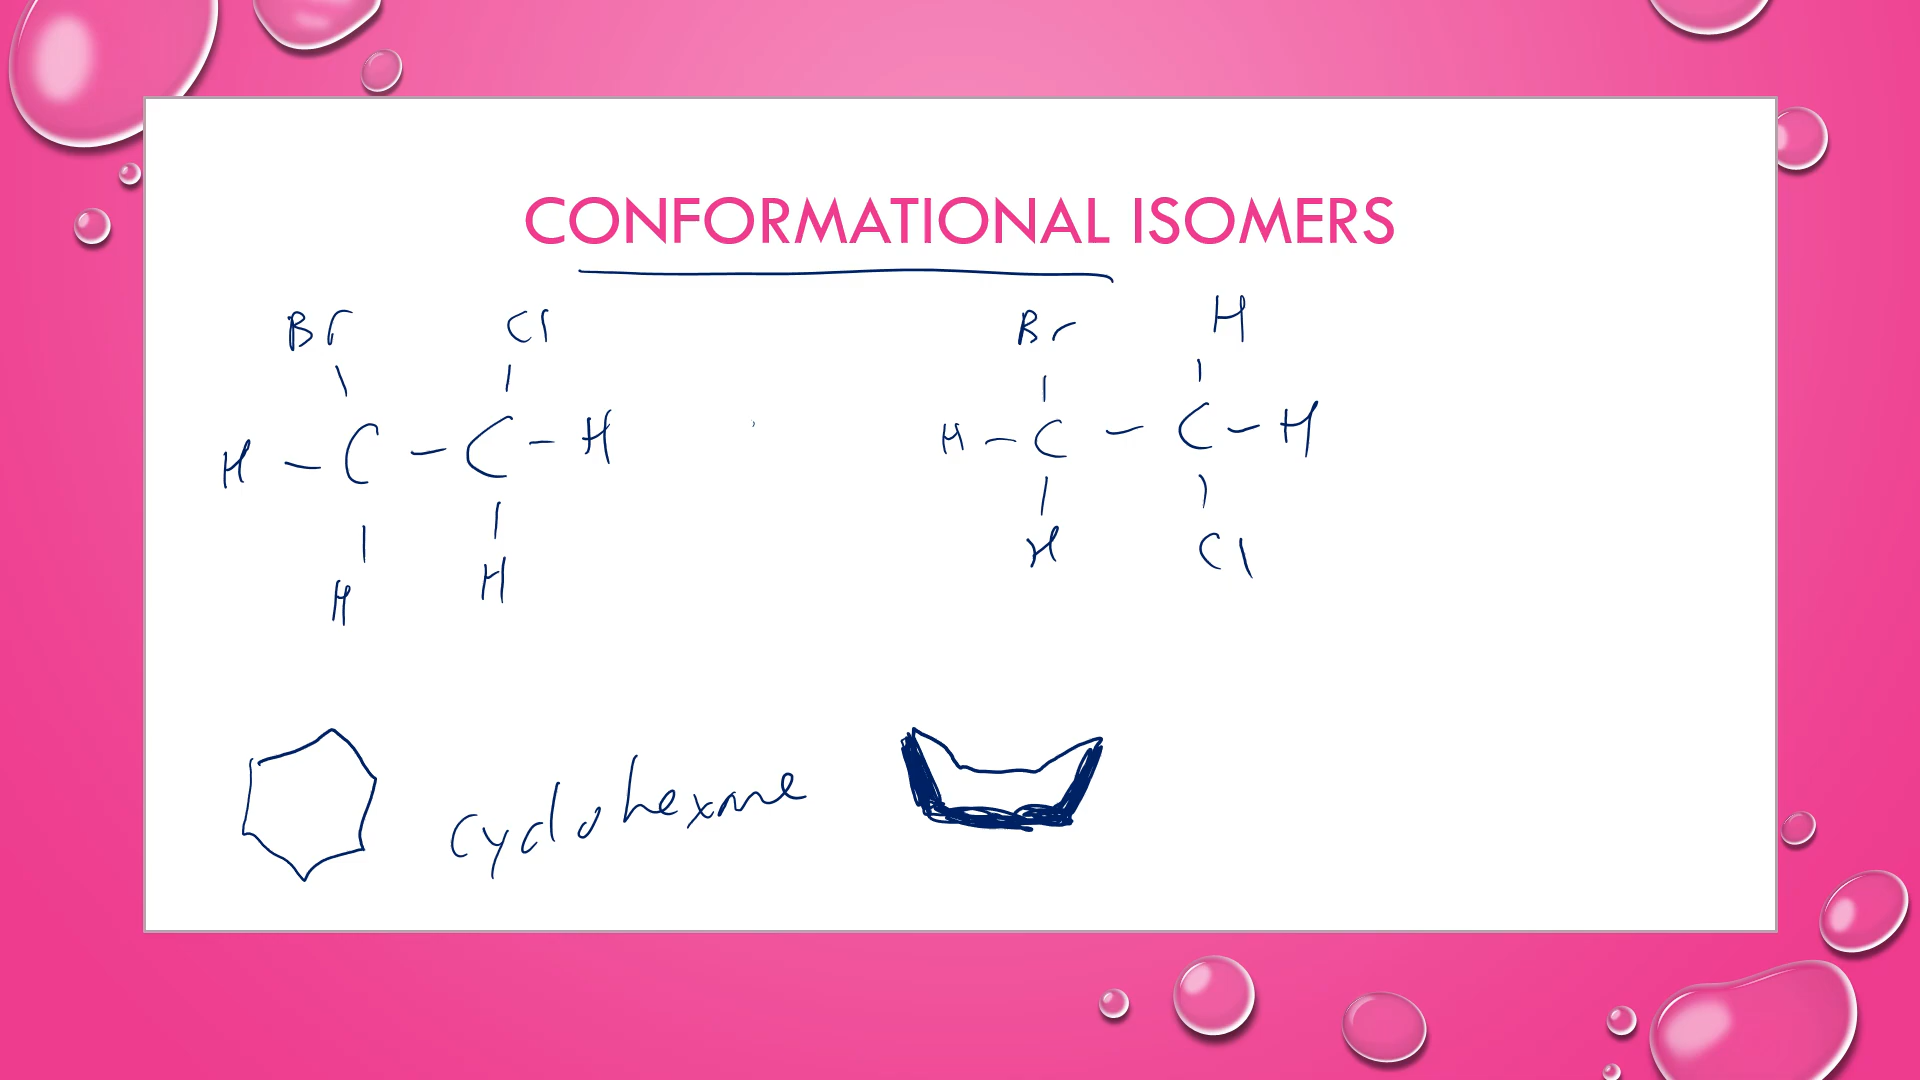 CONFORMATIONAL ISOMERS
Br Cl
H - C - C - H
H H
Br H
H - C - C - H
H Cl
cyclohexane